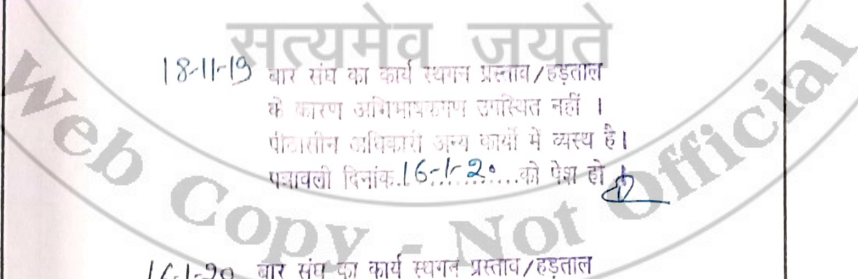 सत्यमेव जयते
18-11-19 बार संघ का कार्य स्थगन प्रस्ताव/हड़ताल
के कारण अभिभाषकगण उपस्थित नहीं ।
पीठासीन अधिकारी अन्य कार्यो में व्यस्थ है।
पत्रावली दिनांक.16-1-20.....को पेश हो
Web Copy - Not Official
16-1-20 बार संघ का कार्य स्थगन प्रस्ताव/हड़ताल